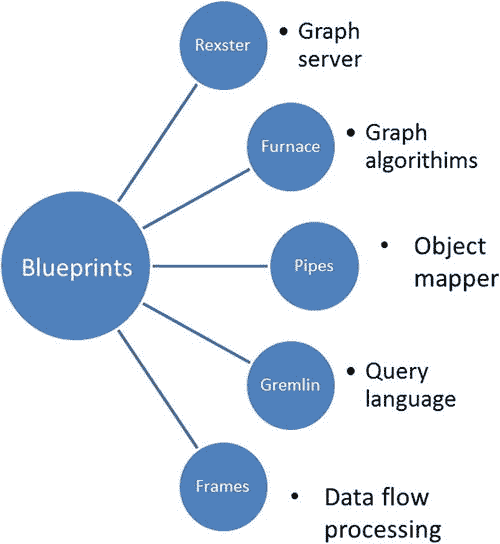 Rexster
• Graph
server
Furnace
• Graph
algorithims
Blueprints
Pipes
• Object
mapper
Gremlin
• Query
language
Frames
• Data flow
processing